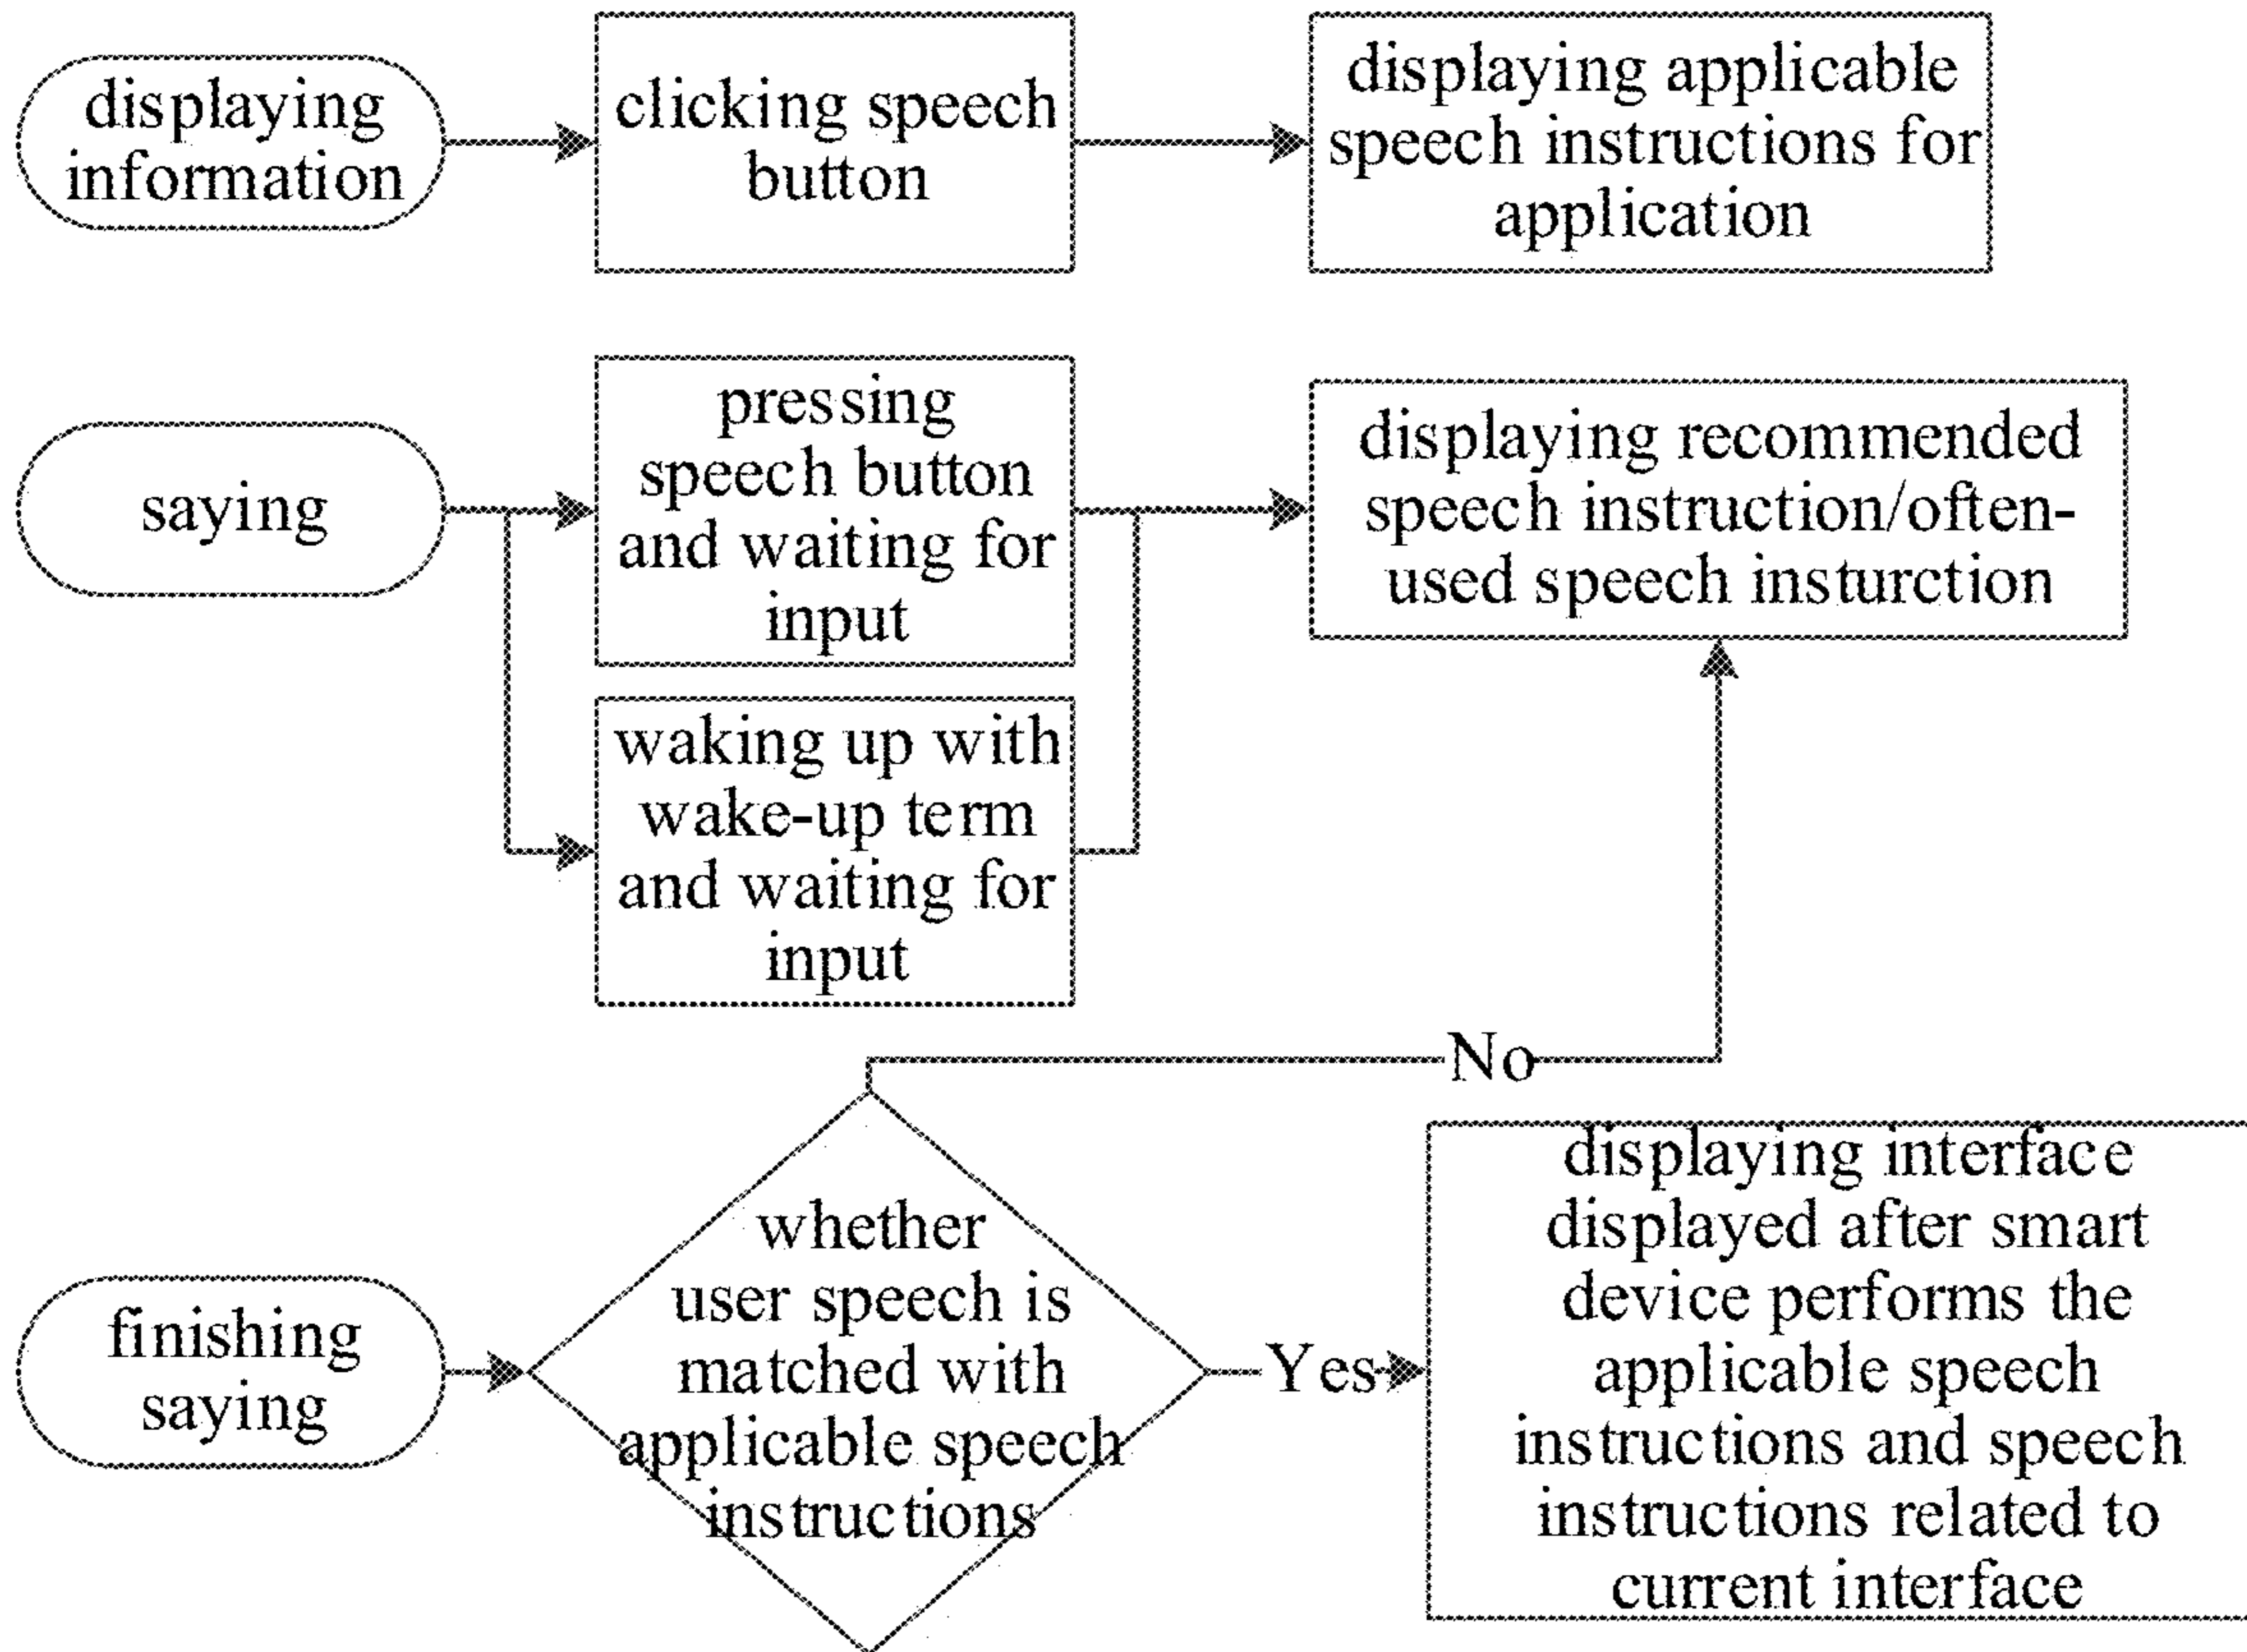 displaying
information
clicking speech
button
displaying applicable
speech instructions for
application
saying
pressing
speech button
and waiting for
input
displaying recommended
speech instruction/often-
used speech insturction
waking up with
wake-up term
and waiting for
input
No
finishing
saying
whether
user speech is
matched with
applicable speech
instructions
Yes
displaying interface
displayed after smart
device performs the
applicable speech
instructions and speech
instructions related to
current interface